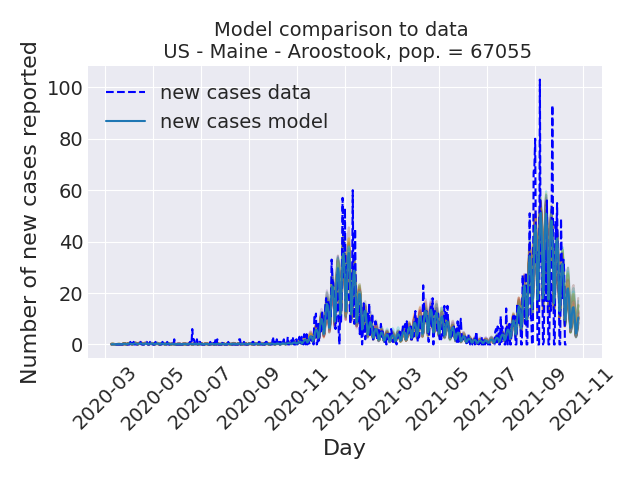 Model comparison to data
US - Maine - Aroostook, pop. = 67055
Number of new cases reported
100
80
60
40
20
0
new cases data
new cases model
2020-03
2020-05
2020-07
2020-09
2020-11
2021-01
2021-03
2021-05
2021-07
2021-09
2021-11
Day